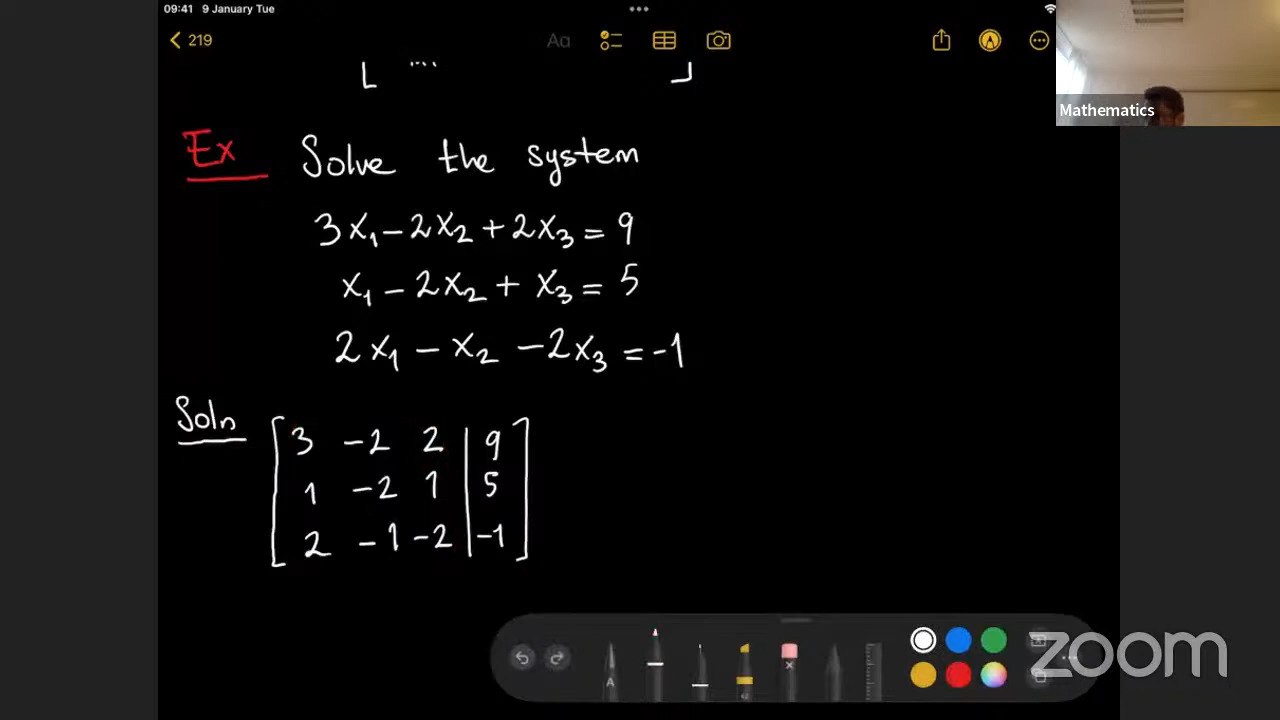 09:41 9 January Tue
219
Aa
Mathematics
Ex Solve the system
3x₁ - 2x₂ + 2x₃ = 9
x₁ - 2x₂ + x₃ = 5
2x₁ - x₂ - 2x₃ = -1
Soln
3 -2 2 | 9
1 -2 1 | 5
2 -1 -2 | -1
A
zoom